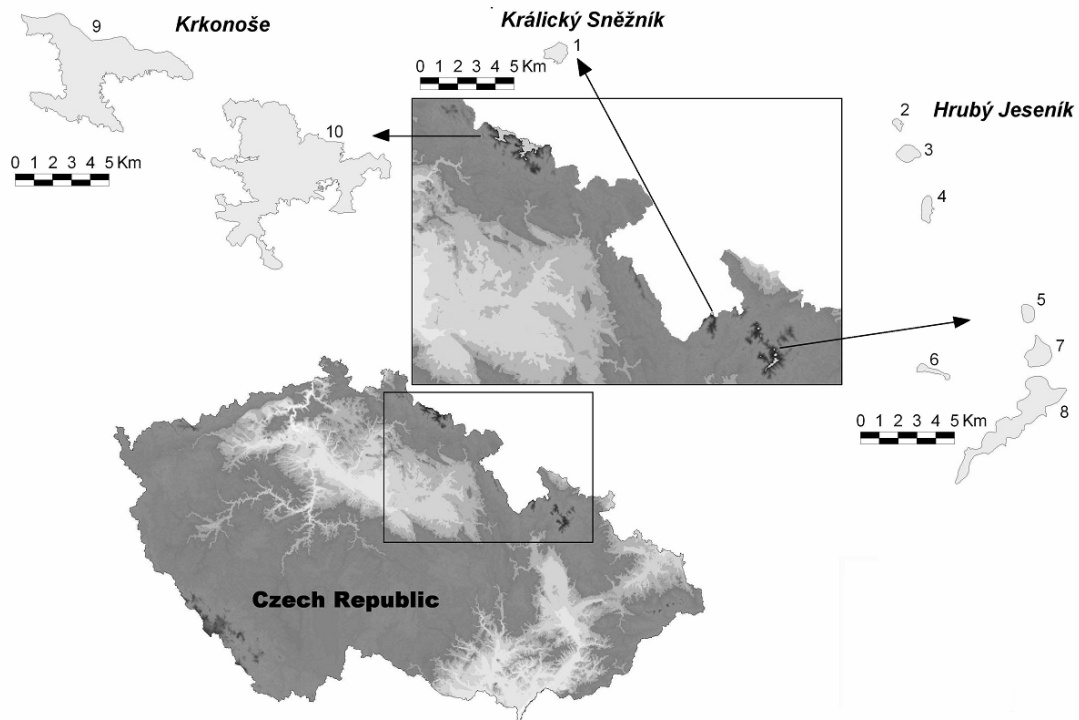 9
Krkonoše
Králický Sněžník
1
0 1 2 3 4 5 Km
2
Hrubý Jeseník
3
10
0 1 2 3 4 5 Km
4
5
7
6
8
0 1 2 3 4 5 Km
Czech Republic